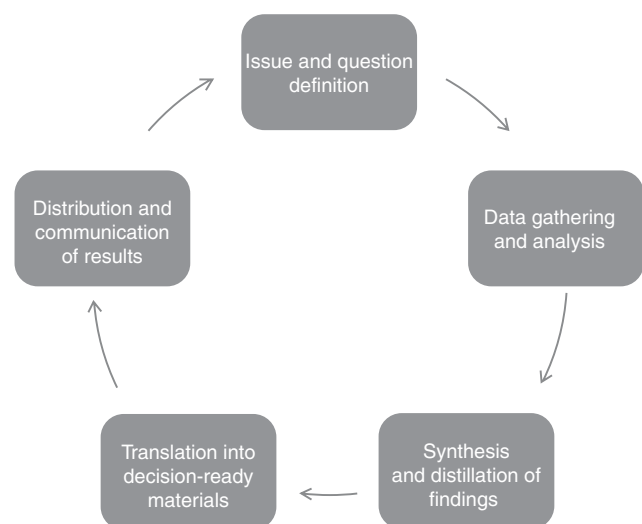 Issue and question
definition
Data gathering
and analysis
Synthesis
and distillation of
findings
Translation into
decision-ready
materials
Distribution and
communication
of results